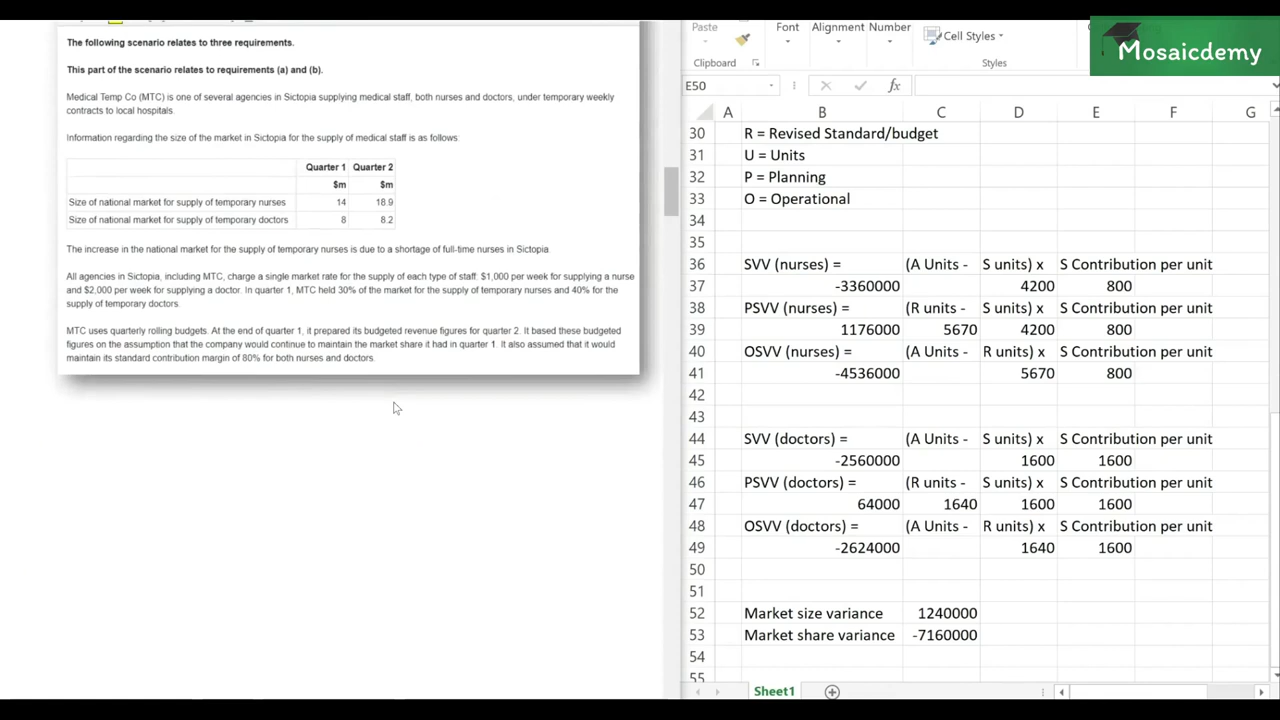 The following scenario relates to three requirements.
This part of the scenario relates to requirements (a) and (b).
Medical Temp Co (MTC) is one of several agencies in Sictopia supplying medical staff, both nurses and doctors, under temporary weekly
contracts to local hospitals.
Information regarding the size of the market in Sictopia for the supply of medical staff is as follows:
Quarter 1 Quarter 2
$m $m
Size of national market for supply of temporary nurses 14 18.9
Size of national market for supply of temporary doctors 8 8.2
The increase in the national market for the supply of temporary nurses is due to a shortage of full-time nurses in Sictopia.
All agencies in Sictopia, including MTC, charge a single market rate for the supply of each type of staff: $1,000 per week for supplying a nurse
and $2,000 per week for supplying a doctor. In quarter 1, MTC held 30% of the market for the supply of temporary nurses and 40% for the
supply of temporary doctors.
MTC uses quarterly rolling budgets. At the end of quarter 1, it prepared its budgeted revenue figures for quarter 2. It based these budgeted
figures on the assumption that the company would continue to maintain the market share it had in quarter 1. It also assumed that it would
maintain its standard contribution margin of 80% for both nurses and doctors.
Paste Font Alignment Number Cell Styles
Clipboard Styles
Mosaicdemy
E50 fx
A B C D E F G
30 R = Revised Standard/budget
31 U = Units
32 P = Planning
33 O = Operational
34
35
36 SVV (nurses) = (A Units - S units) x S Contribution per unit
37 -3360000 4200 800
38 PSVV (nurses) = (R units - S units) x S Contribution per unit
39 1176000 5670 4200 800
40 OSVV (nurses) = (A Units - R units) x S Contribution per unit
41 -4536000 5670 800
42
43
44 SVV (doctors) = (A Units - S units) x S Contribution per unit
45 -2560000 1600 1600
46 PSVV (doctors) = (R units - S units) x S Contribution per unit
47 64000 1640 1600 1600
48 OSVV (doctors) = (A Units - R units) x S Contribution per unit
49 -2624000 1640 1600
50
51
52 Market size variance 1240000
53 Market share variance -7160000
54
55
Sheet1